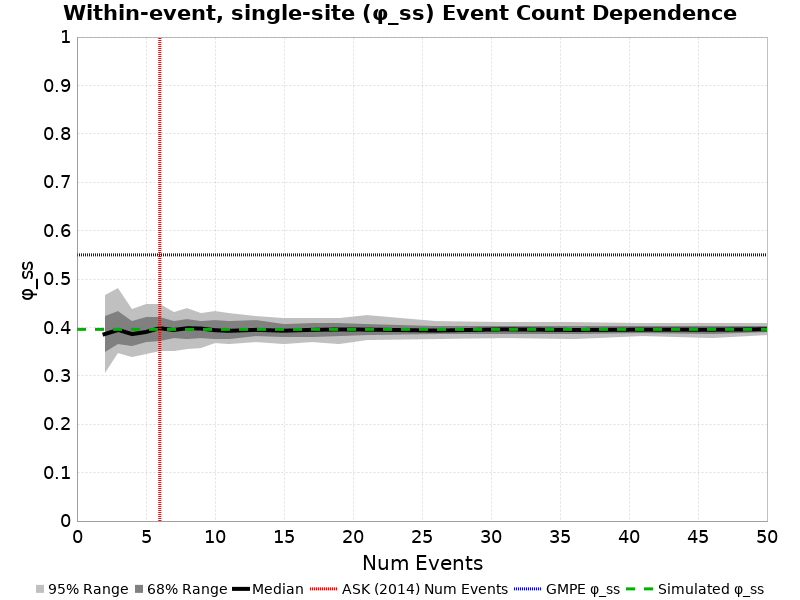 Within-event, single-site (φ_ss) Event Count Dependence
1
0.9
0.8
0.7
0.6
0.5
0.4
0.3
0.2
0.1
0
φ_ss
0 5 10 15 20 25 30 35 40 45 50
Num Events
95% Range 68% Range Median ASK (2014) Num Events GMPE φ_ss Simulated φ_ss